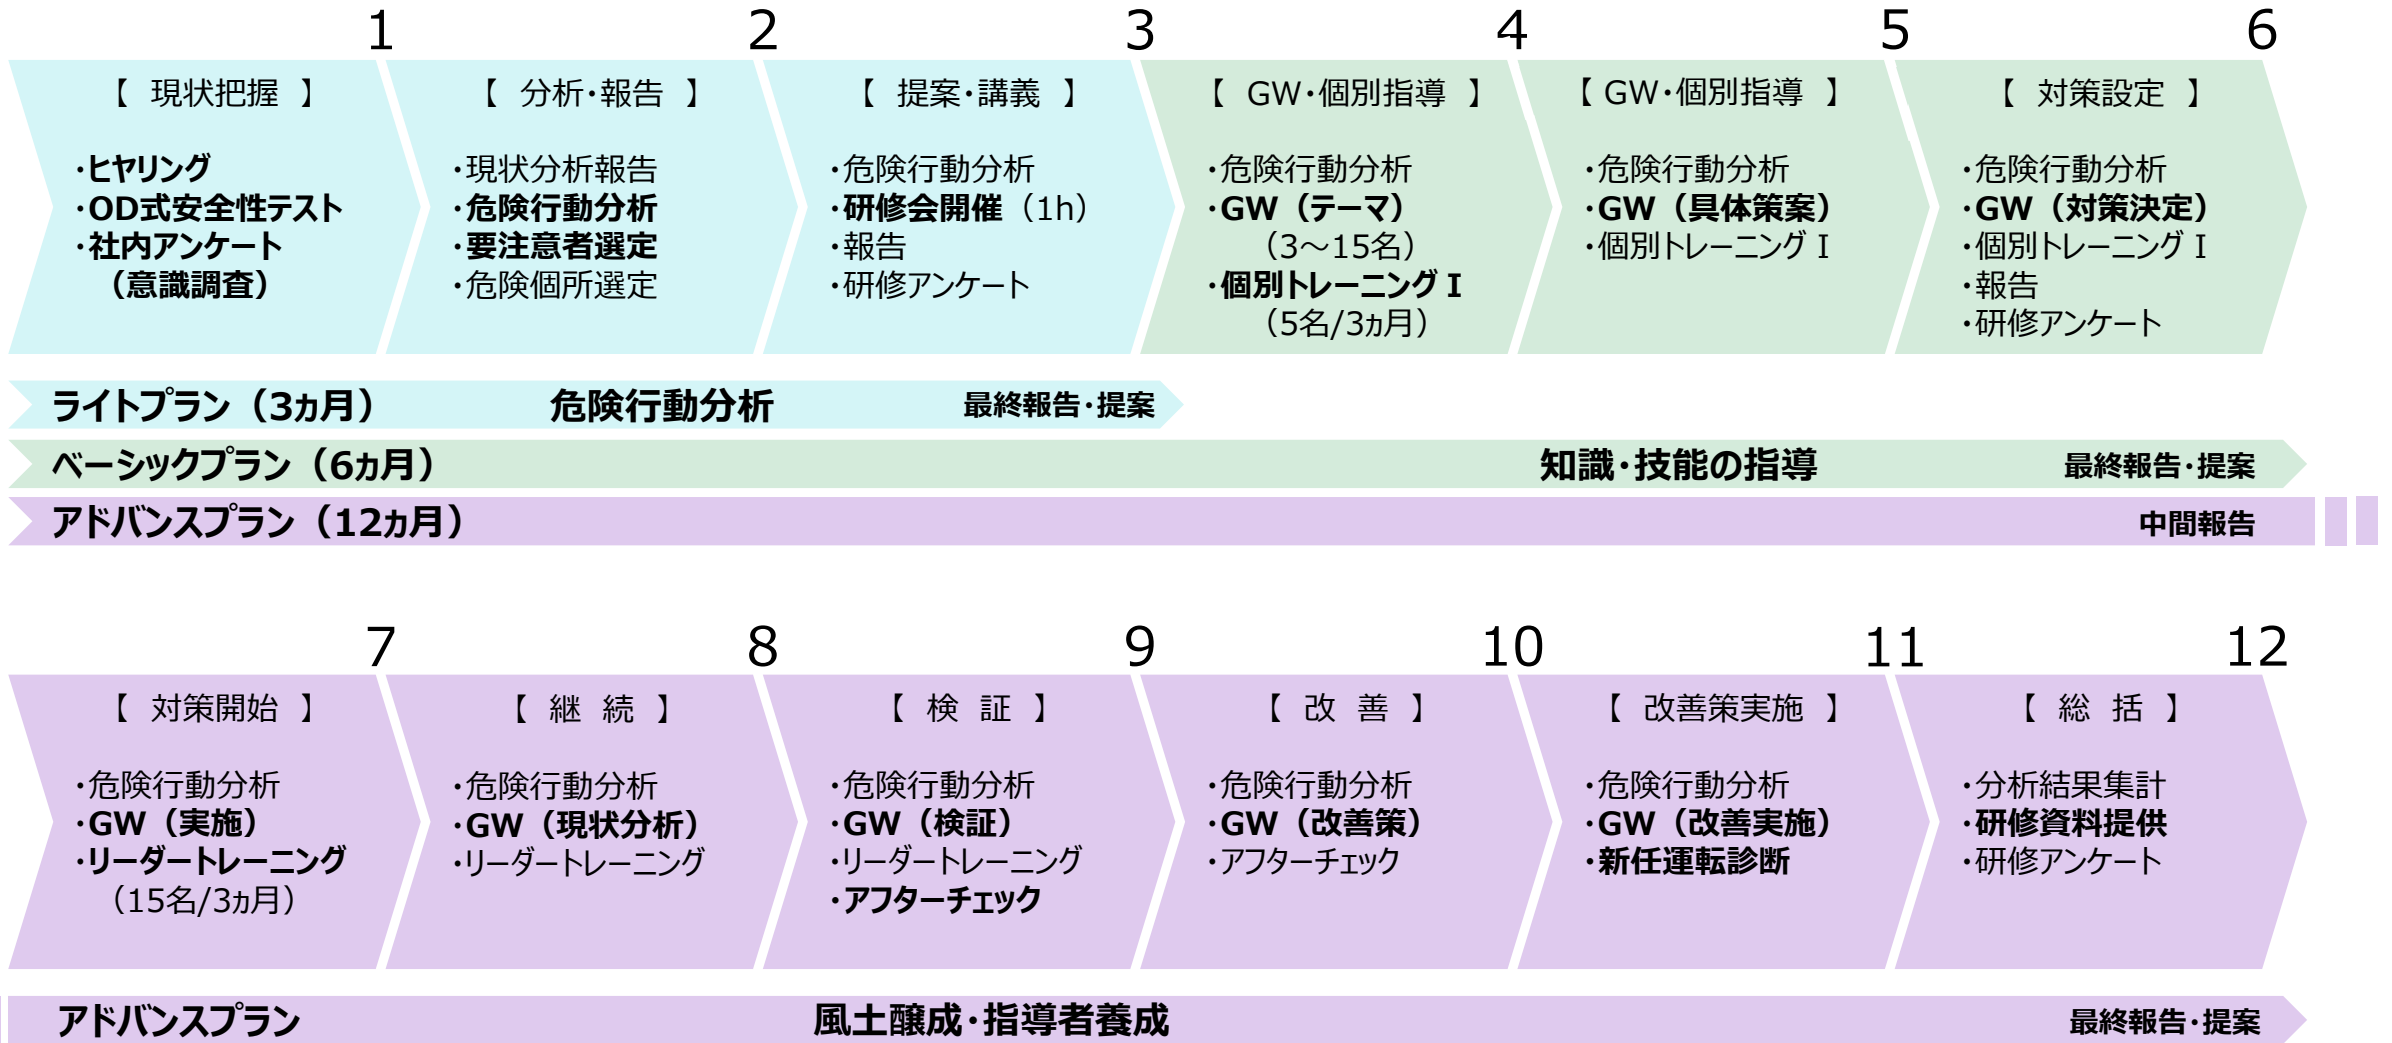 1
2
3
4
5
6
【 現状把握 】
・ヒヤリング
・OD式安全性テスト
・社内アンケート
（意識調査）
【 分析・報告 】
・現状分析報告
・危険行動分析
・要注意者選定
・危険個所選定
【 提案・講義 】
・危険行動分析
・研修会開催（1h）
・報告
・研修アンケート
【 GW・個別指導 】
・危険行動分析
・GW（テーマ）
（3～15名）
・個別トレーニングⅠ
（5名/3ヵ月）
【 GW・個別指導 】
・危険行動分析
・GW（具体策案）
・個別トレーニングⅠ
【 対策設定 】
・危険行動分析
・GW（対策決定）
・個別トレーニングⅠ
・報告
・研修アンケート
ライトプラン（3ヵ月） 危険行動分析 最終報告・提案
ベーシックプラン（6ヵ月） 知識・技能の指導 最終報告・提案
アドバンスプラン（12ヵ月） 中間報告
7
8
9
10
11
12
【 対策開始 】
・危険行動分析
・GW（実施）
・リーダートレーニング
（15名/3ヵ月）
【 継 続 】
・危険行動分析
・GW（現状分析）
・リーダートレーニング
【 検 証 】
・危険行動分析
・GW（検証）
・リーダートレーニング
・アフターチェック
【 改 善 】
・危険行動分析
・GW（改善策）
・アフターチェック
【 改善策実施 】
・危険行動分析
・GW（改善実施）
・新任運転診断
【 総 括 】
・分析結果集計
・研修資料提供
・研修アンケート
アドバンスプラン 風土醸成・指導者養成 最終報告・提案